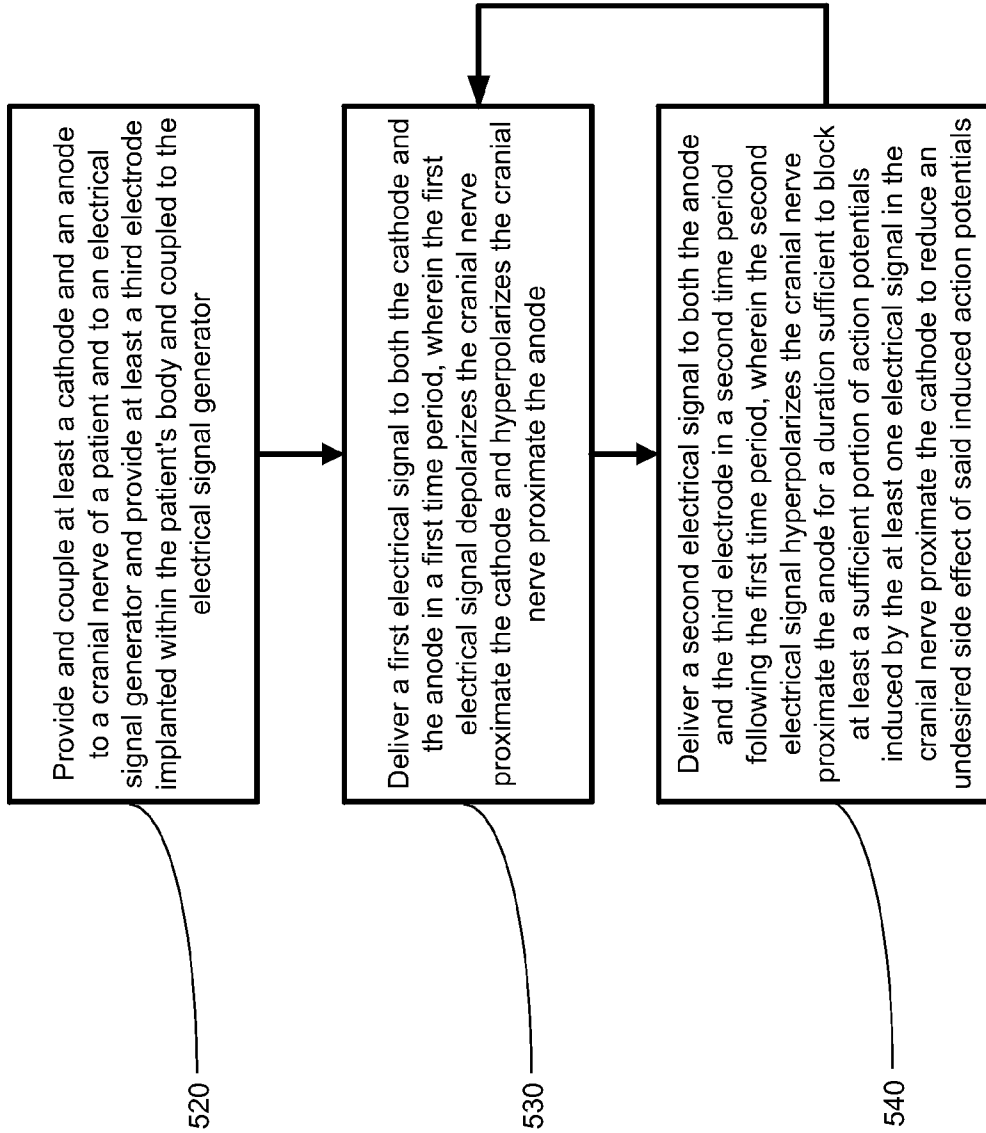 Provide and couple at least a cathode and an anode
to a cranial nerve of a patient and to an electrical
signal generator and provide at least a third electrode
implanted within the patient's body and coupled to the
electrical signal generator
520
Deliver a first electrical signal to both the cathode and
the anode in a first time period, wherein the first
electrical signal depolarizes the cranial nerve
proximate the cathode and hyperpolarizes the cranial
nerve proximate the anode
530
Deliver a second electrical signal to both the anode
and the third electrode in a second time period
following the first time period, wherein the second
electrical signal hyperpolarizes the cranial nerve
proximate the anode for a duration sufficient to block
at least a sufficient portion of action potentials
induced by the at least one electrical signal in the
cranial nerve proximate the cathode to reduce an
undesired side effect of said induced action potentials
540